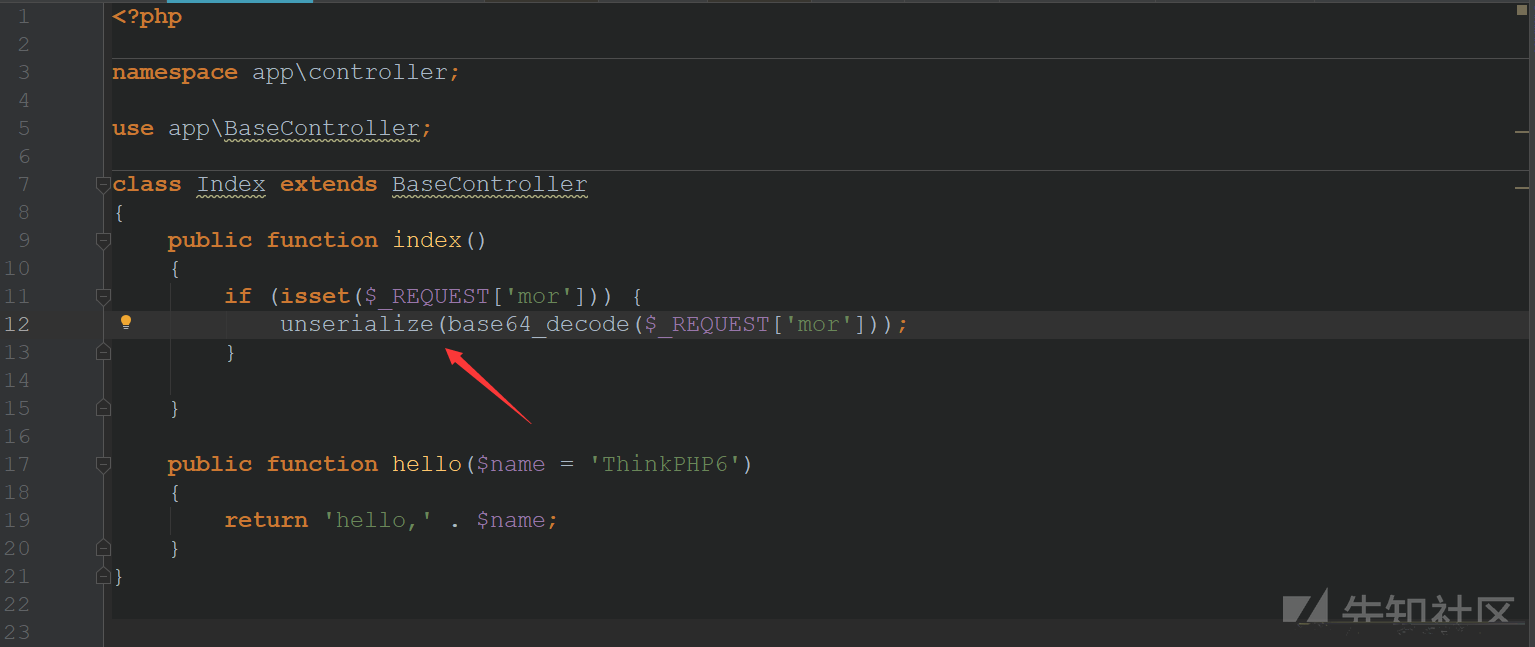 1 <?php
2
3 namespace app\controller;
4
5 use app\BaseController;
6
7 class Index extends BaseController
8 {
9 public function index()
10 {
11 if (isset($_REQUEST['mor'])) {
12 unserialize(base64_decode($_REQUEST['mor']));
13 }
14
15 }
16
17 public function hello($name = 'ThinkPHP6')
18 {
19 return 'hello,' . $name;
20 }
21 }
22
23
先知社区